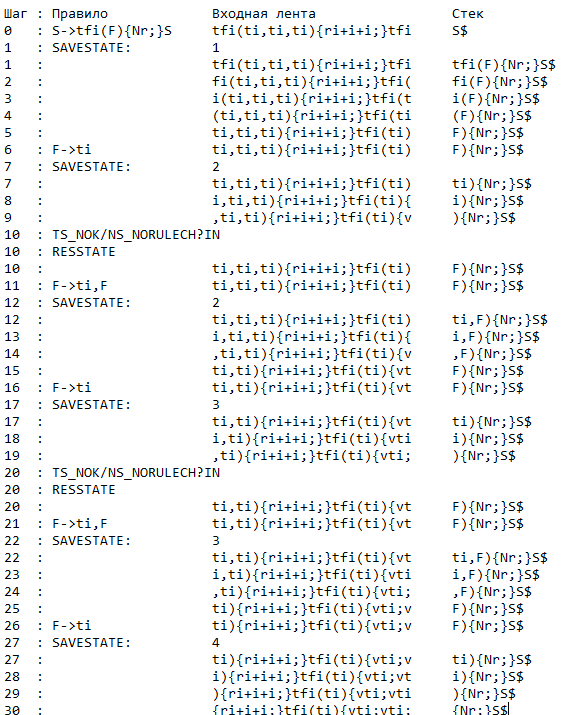 Шаг : Правило Входная лента Стек
0 : S->tfi(F){Nr;}S tfi(ti,ti,ti){ri+i+i;}tfi S$
1 : SAVESTATE: 1
1 : tfi(ti,ti,ti){ri+i+i;}tfi tfi(F){Nr;}S$
2 : fi(ti,ti,ti){ri+i+i;}tfi( fi(F){Nr;}S$
3 : i(ti,ti,ti){ri+i+i;}tfi(t i(F){Nr;}S$
4 : (ti,ti,ti){ri+i+i;}tfi(ti (F){Nr;}S$
5 : ti,ti,ti){ri+i+i;}tfi(ti) F){Nr;}S$
6 : F->ti ti,ti,ti){ri+i+i;}tfi(ti) F){Nr;}S$
7 : SAVESTATE: 2
7 : ti,ti,ti){ri+i+i;}tfi(ti) ti){Nr;}S$
8 : i,ti,ti){ri+i+i;}tfi(ti){ i){Nr;}S$
9 : ,ti,ti){ri+i+i;}tfi(ti){v ){Nr;}S$
10 : TS_NOK/NS_NORULECH?IN
10 : RESSTATE
10 : ti,ti,ti){ri+i+i;}tfi(ti) F){Nr;}S$
11 : F->ti,F ti,ti,ti){ri+i+i;}tfi(ti) F){Nr;}S$
12 : SAVESTATE: 2
12 : ti,ti,ti){ri+i+i;}tfi(ti) ti,F){Nr;}S$
13 : i,ti,ti){ri+i+i;}tfi(ti){ i,F){Nr;}S$
14 : ,ti,ti){ri+i+i;}tfi(ti){v ,F){Nr;}S$
15 : ti,ti){ri+i+i;}tfi(ti){vt F){Nr;}S$
16 : F->ti ti,ti){ri+i+i;}tfi(ti){vt F){Nr;}S$
17 : SAVESTATE: 3
17 : ti,ti){ri+i+i;}tfi(ti){vt ti){Nr;}S$
18 : i,ti){ri+i+i;}tfi(ti){vti i){Nr;}S$
19 : ,ti){ri+i+i;}tfi(ti){vti; ){Nr;}S$
20 : TS_NOK/NS_NORULECH?IN
20 : RESSTATE
20 : ti,ti){ri+i+i;}tfi(ti){vt F){Nr;}S$
21 : F->ti,F ti,ti){ri+i+i;}tfi(ti){vt F){Nr;}S$
22 : SAVESTATE: 3
22 : ti,ti){ri+i+i;}tfi(ti){vt ti,F){Nr;}S$
23 : i,ti){ri+i+i;}tfi(ti){vti i,F){Nr;}S$
24 : ,ti){ri+i+i;}tfi(ti){vti; ,F){Nr;}S$
25 : ti){ri+i+i;}tfi(ti){vti;v F){Nr;}S$
26 : F->ti ti){ri+i+i;}tfi(ti){vti;v F){Nr;}S$
27 : SAVESTATE: 4
27 : ti){ri+i+i;}tfi(ti){vti;v ti){Nr;}S$
28 : i){ri+i+i;}tfi(ti){vti;vt i){Nr;}S$
29 : ){ri+i+i;}tfi(ti){vti;vti ){Nr;}S$
30 : {ri+i+i;}tfi(ti){vti;vti; {Nr;}S$